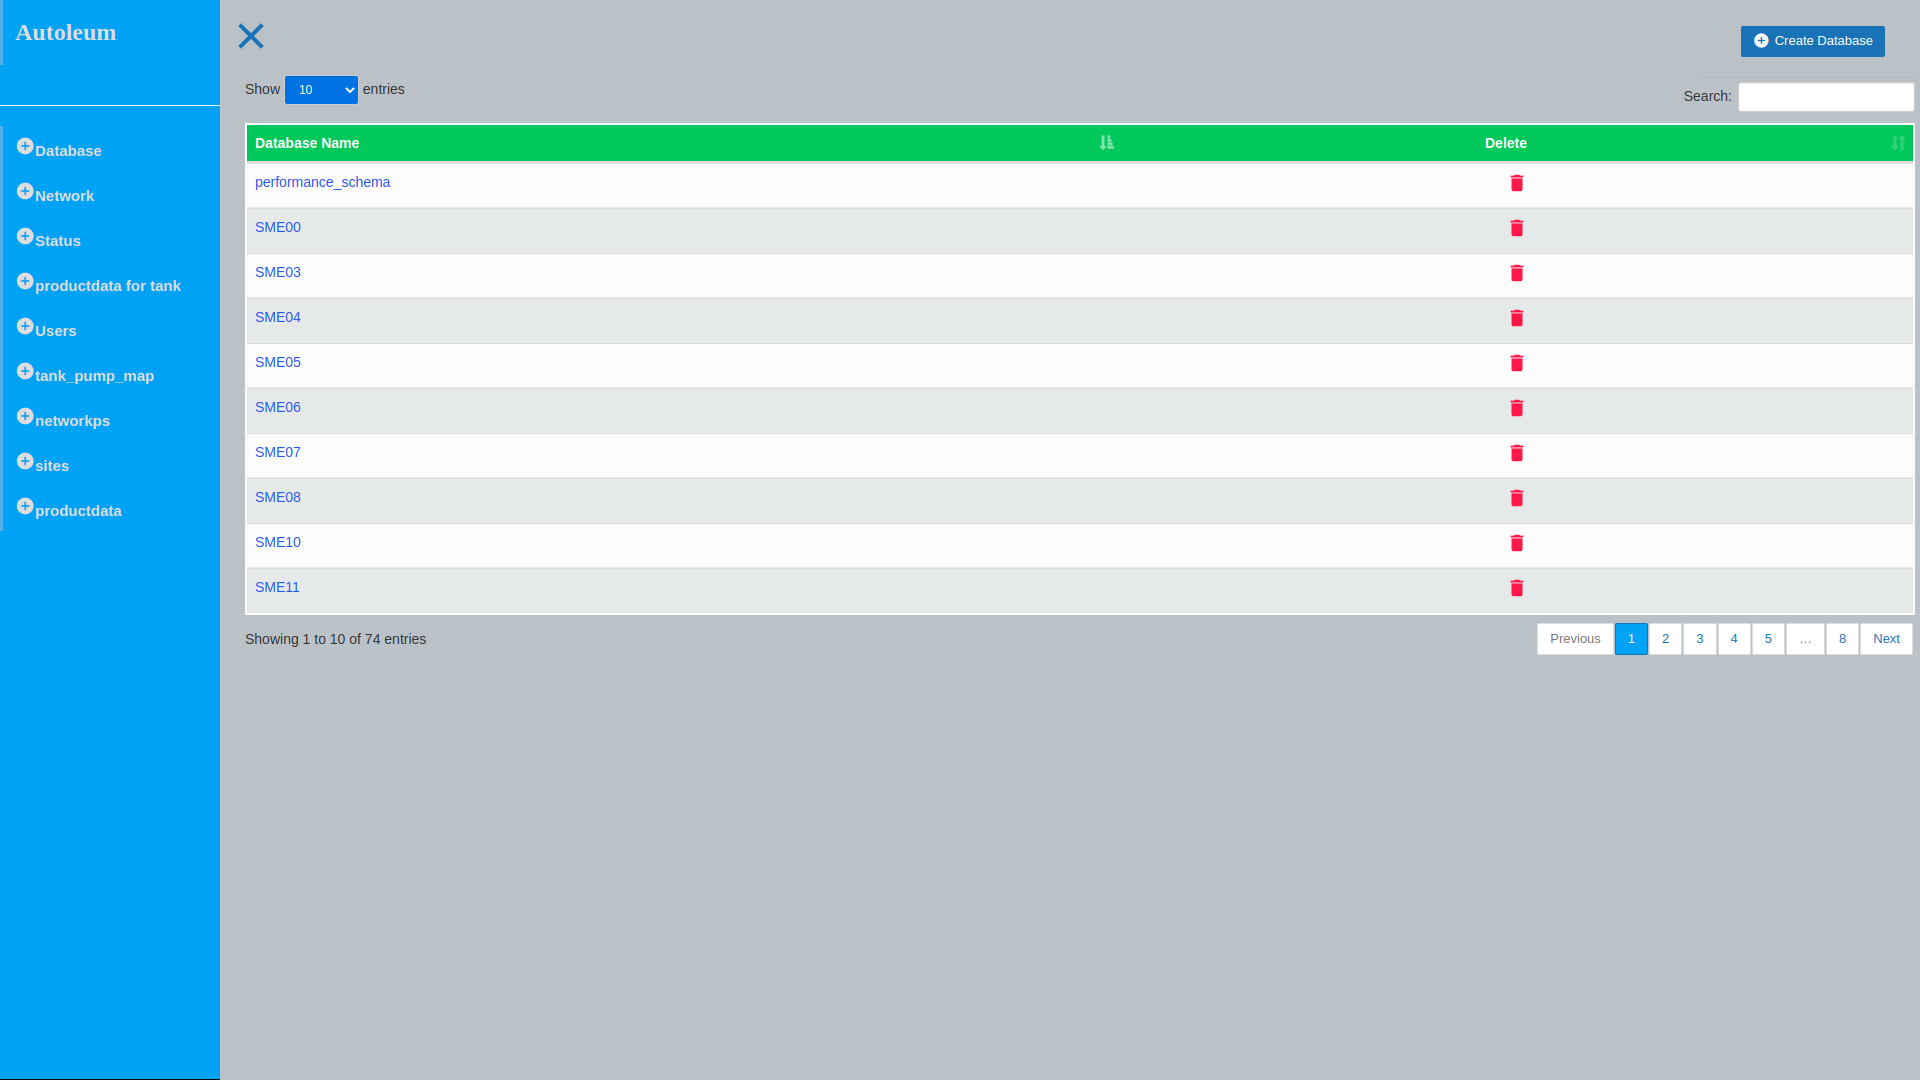 Autoleum
Create Database
Show 10 entries
Search:
Database
Network
Status
productdata for tank
Users
tank_pump_map
networkps
sites
productdata
Database Name Delete
performance_schema
SME00
SME03
SME04
SME05
SME06
SME07
SME08
SME10
SME11
Showing 1 to 10 of 74 entries
Previous 1 2 3 4 5 … 8 Next